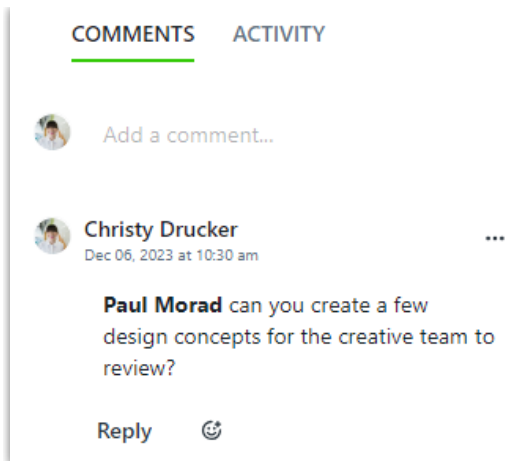 COMMENTS ACTIVITY
Add a comment...
Christy Drucker
Dec 06, 2023 at 10:30 am
Paul Morad can you create a few
design concepts for the creative team to
review?
Reply